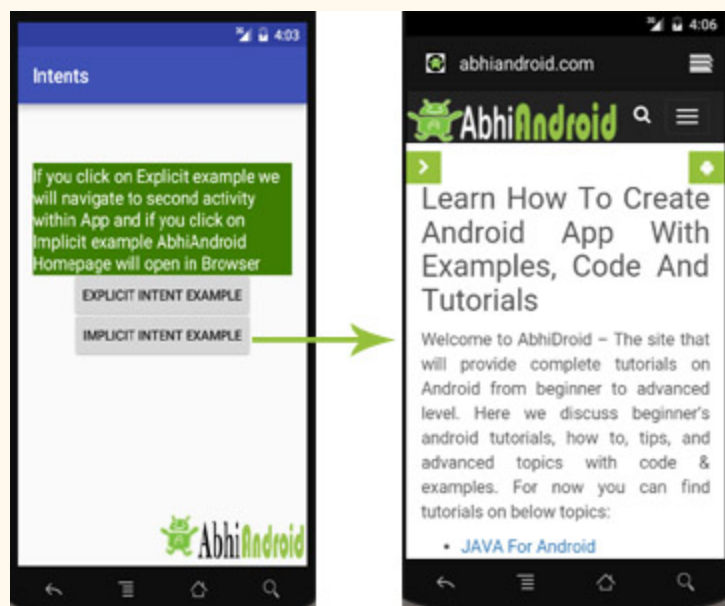 4:03
Intents
If you click on Explicit example we
will navigate to second activity
within App and if you click on
Implicit example AbhiAndroid
Homepage will open in Browser
EXPLICIT INTENT EXAMPLE
IMPLICIT INTENT EXAMPLE
AbhiAndroid
4:06
abhiandroid.com
AbhiAndroid
Learn How To Create
Android App With
Examples, Code And
Tutorials
Welcome to AbhiDroid – The site that
will provide complete tutorials on
Android from beginner to advanced
level. Here we discuss beginner's
android tutorials, how to, tips, and
advanced topics with code &
examples. For now you can find
tutorials on below topics:
• JAVA For Android